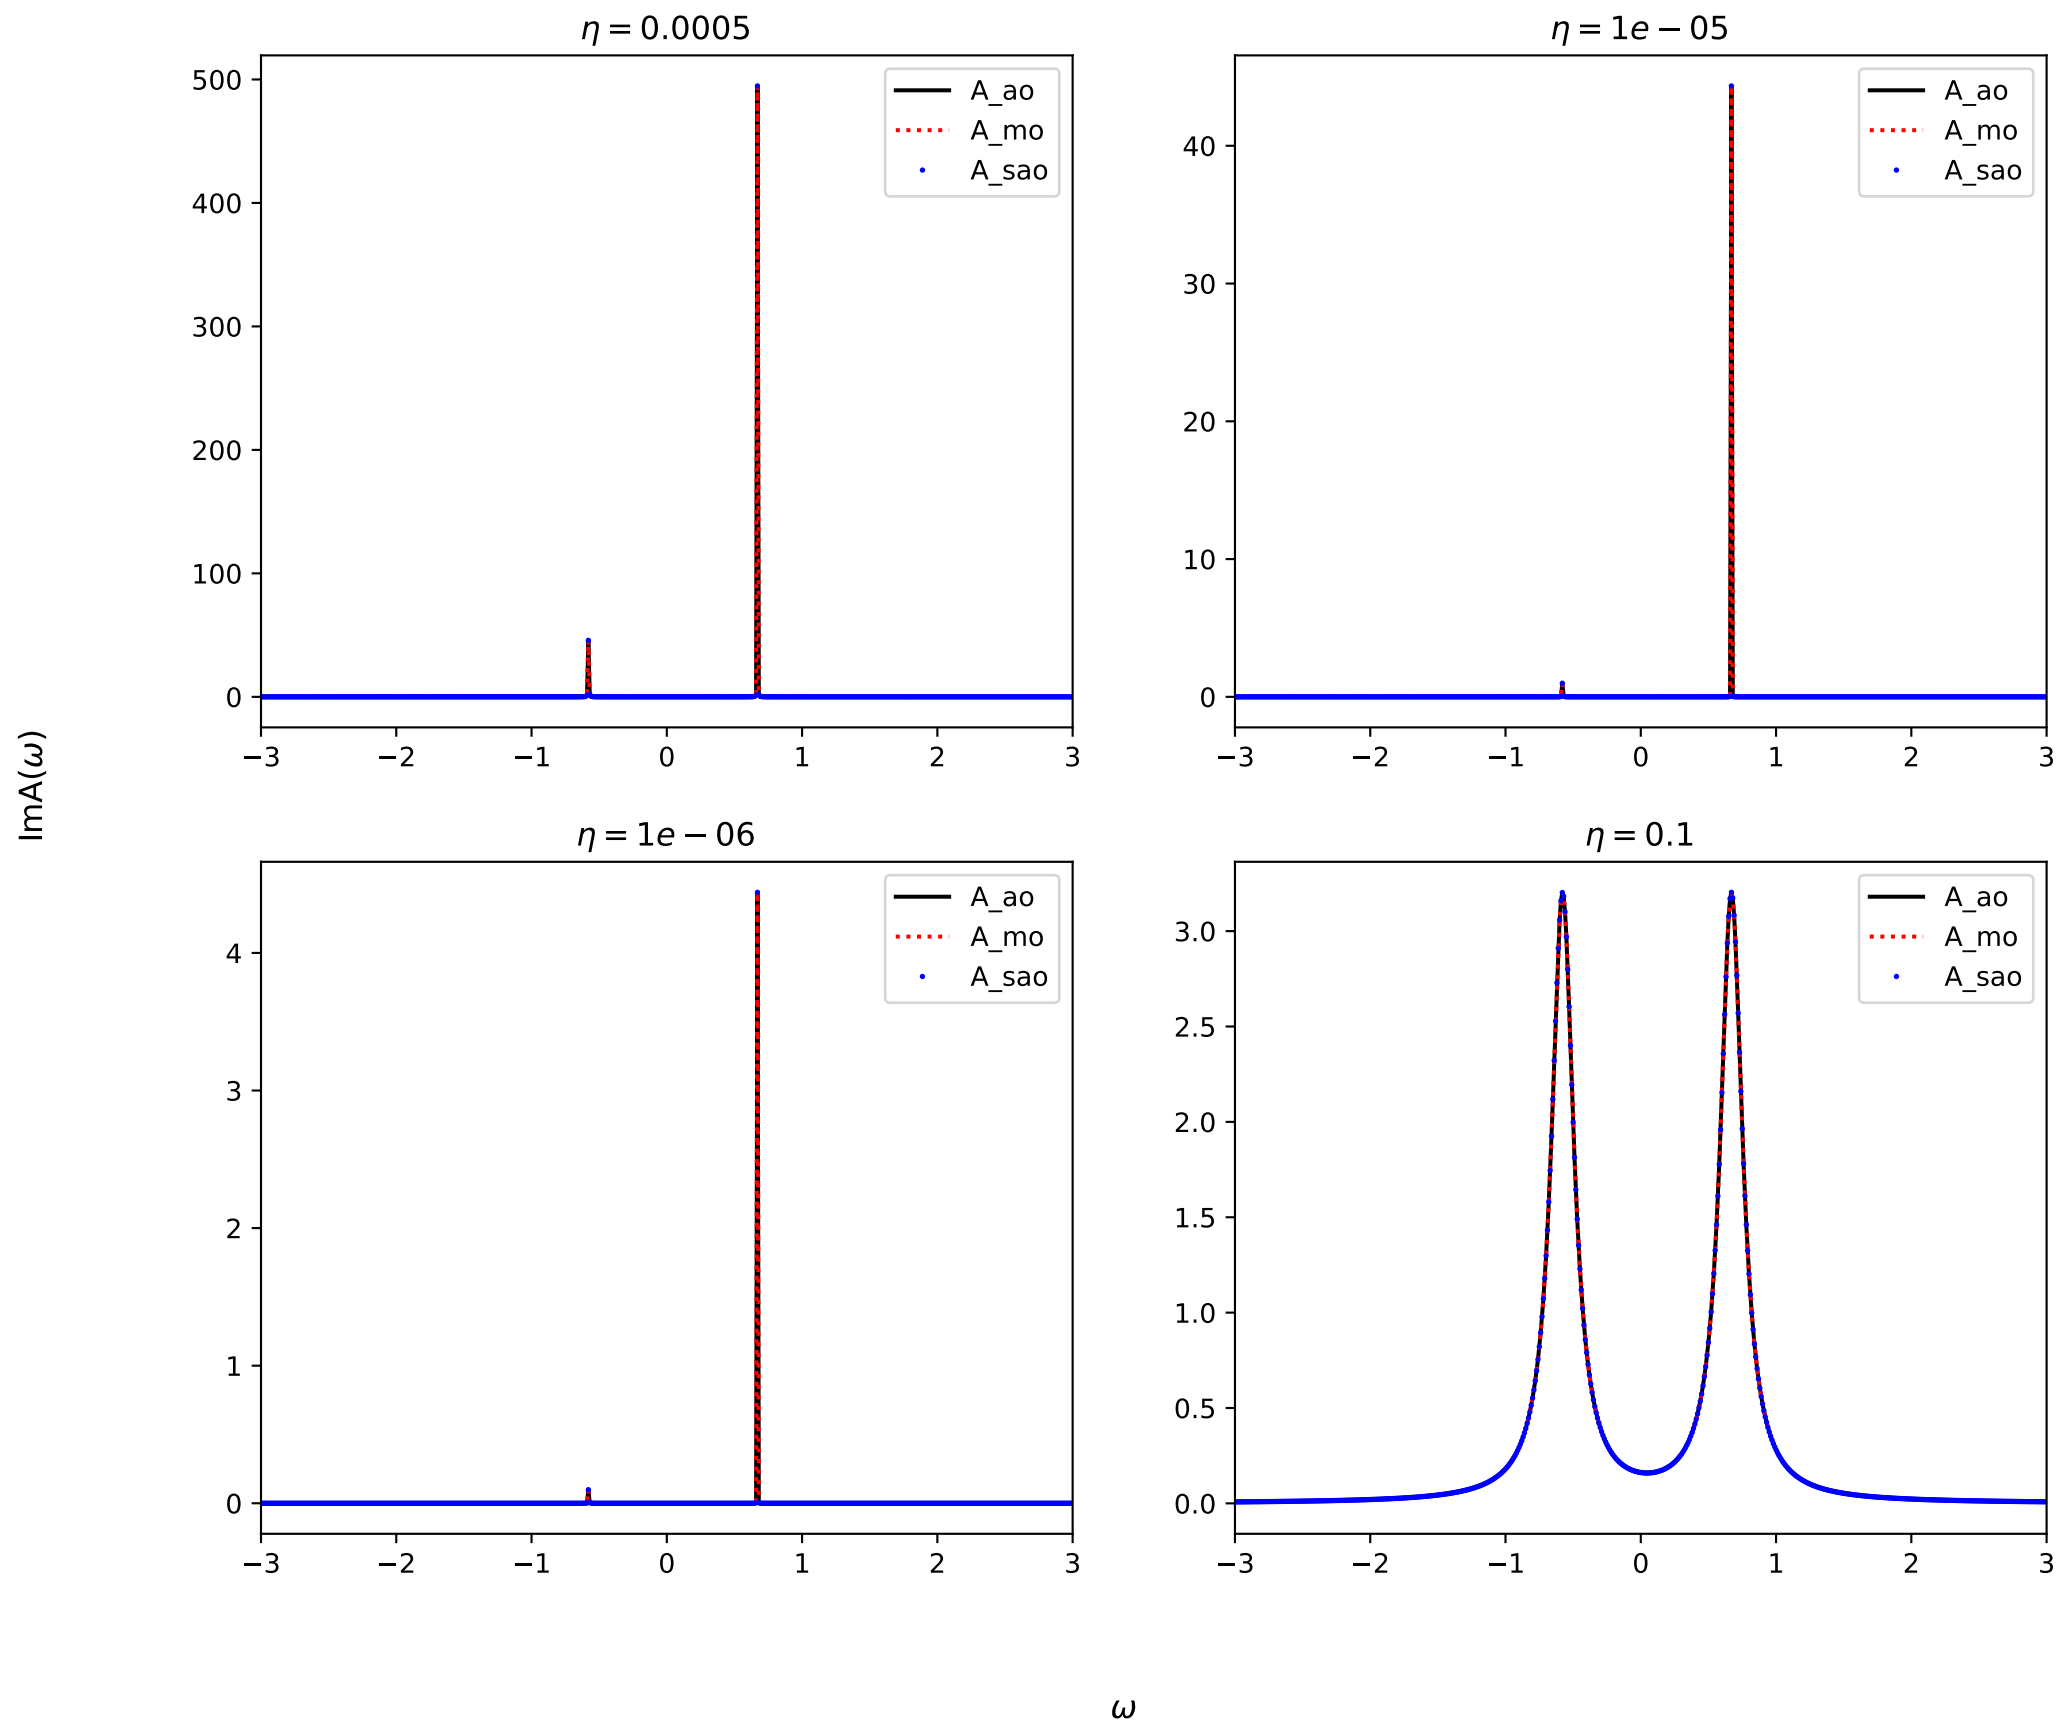 η = 0.0005
500
400
300
200
100
0
−3 −2 −1 0 1 2 3
A_ao
A_mo
A_sao
η = 1e − 05
40
30
20
10
0
−3 −2 −1 0 1 2 3
A_ao
A_mo
A_sao
ImA(ω)
η = 1e − 06
4
3
2
1
0
−3 −2 −1 0 1 2 3
A_ao
A_mo
A_sao
η = 0.1
3.0
2.5
2.0
1.5
1.0
0.5
0.0
−3 −2 −1 0 1 2 3
A_ao
A_mo
A_sao
ω